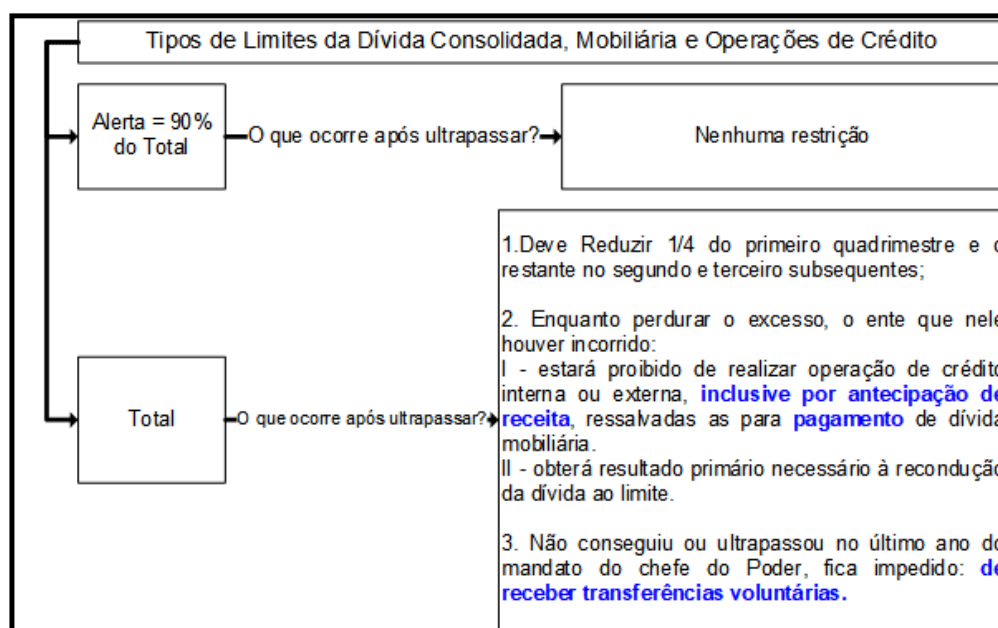 Tipos de Limites da Dívida Consolidada, Mobiliária e Operações de Crédito
Alerta = 90%
do Total
O que ocorre após ultrapassar?
Nenhuma restrição
Total
O que ocorre após ultrapassar?
1.Deve Reduzir 1/4 do primeiro quadrimestre e
restante no segundo e terceiro subsequentes;
2. Enquanto perdurar o excesso, o ente que nele
houver incorrido:
I - estará proibido de realizar operação de crédito
interna ou externa, inclusive por antecipação de
receita, ressalvadas as para pagamento de dívida
mobiliária.
II - obterá resultado primário necessário à recondução
da dívida ao limite.
3. Não conseguiu ou ultrapassou no último ano do
mandato do chefe do Poder, fica impedido: de
receber transferências voluntárias.